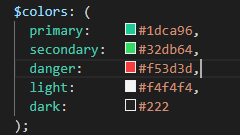 $colors: (
primary: #1dca96,
secondary: #32db64,
danger: #f53d3d,
light: #f4f4f4,
dark: #222
);